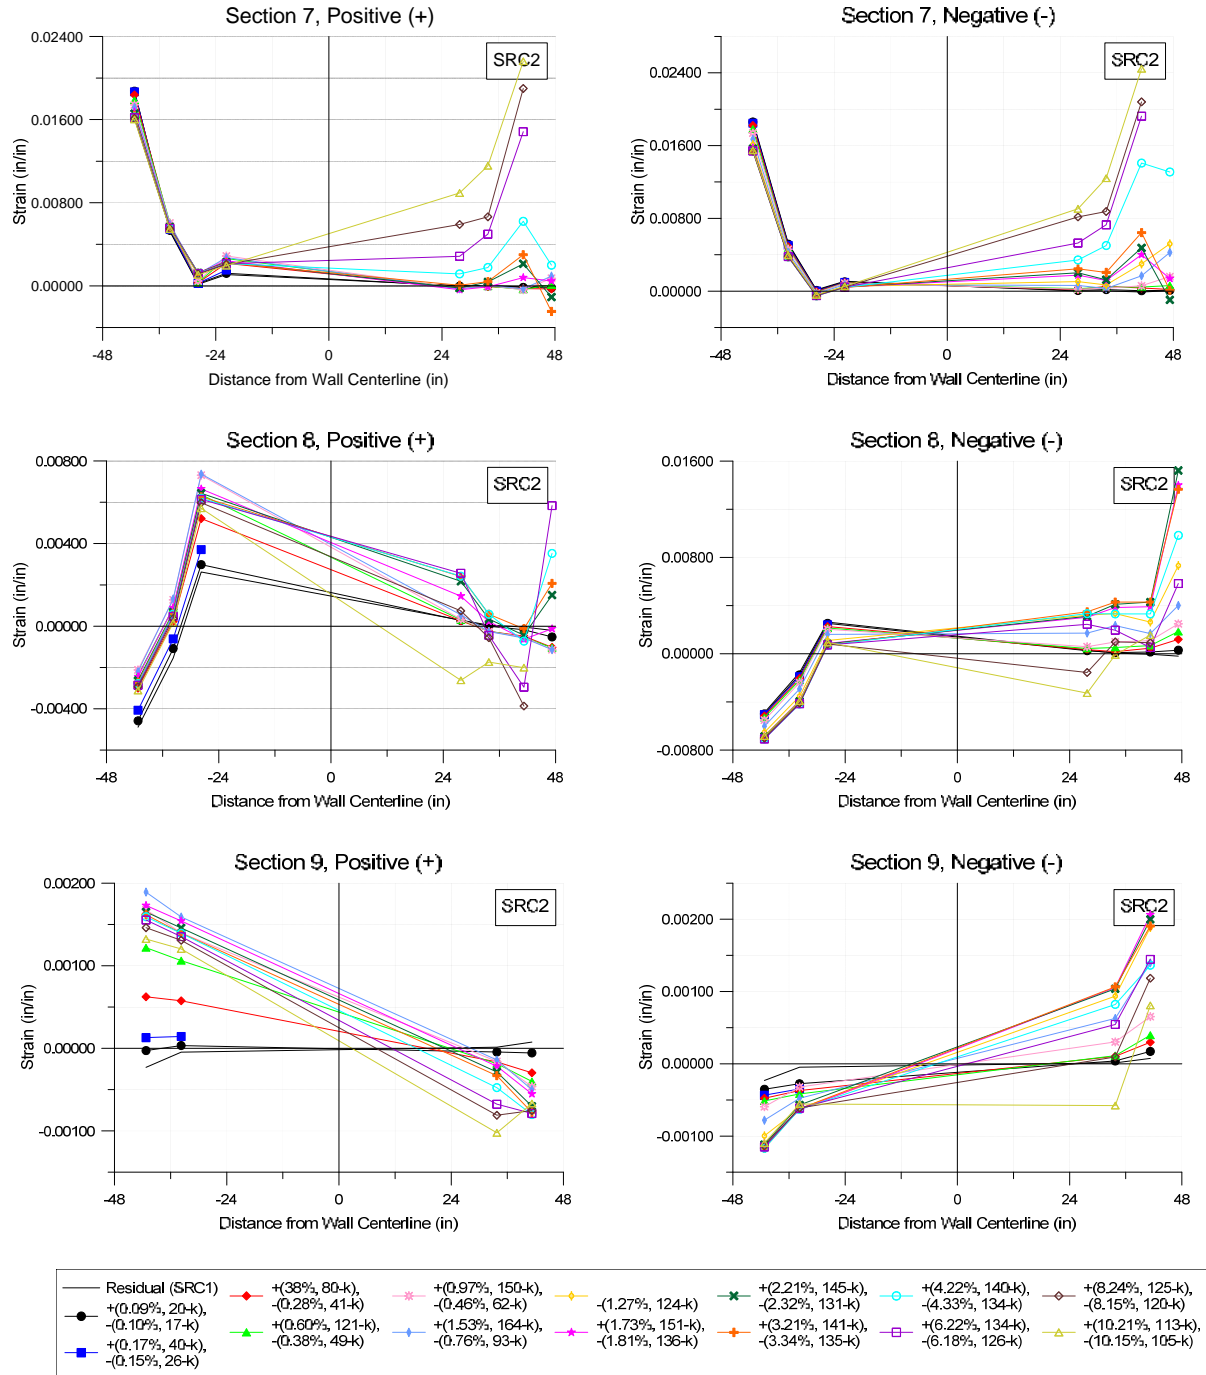 Section 7, Positive (+)
SRC2
0.02400
0.01600
0.00800
0.00000
Strain (in/in)
-48
-24
0
24
48
Distance from Wall Centerline (in)
Section 7, Negative (-)
SRC2
0.02400
0.01600
0.00800
0.00000
Strain (in/in)
-48
-24
0
24
48
Distance from Wall Centerline (in)
Section 8, Positive (+)
SRC2
0.00800
0.00400
0.00000
-0.00400
Strain (in/in)
-48
-24
0
24
48
Distance from Wall Centerline (in)
Section 8, Negative (-)
SRC2
0.01600
0.00800
0.00000
-0.00800
Strain (in/in)
-48
-24
0
24
48
Distance from Wall Centerline (in)
Section 9, Positive (+)
SRC2
0.00200
0.00100
0.00000
-0.00100
Strain (in/in)
-48
-24
0
24
48
Distance from Wall Centerline (in)
Section 9, Negative (-)
SRC2
0.00200
0.00100
0.00000
-0.00100
Strain (in/in)
-48
-24
0
24
48
Distance from Wall Centerline (in)
Residual (SRC1)
+(0.09%, 20-k),
-(0.10%, 17-k)
+(0.17%, 40-k),
-(0.15%, 26-k)
+(38%, 80-k),
-(0.28%, 41-k)
+(0.60%, 121-k)
-(0.38%, 49-k)
+(0.97%, 150-k)
-(0.46%, 62-k)
+(1.53%, 164-k)
-(0.76%, 93-k)
-(1.27%, 124-k)
+(1.73%, 151-k)
-(1.81%, 136-k)
+(2.21%, 145-k)
-(2.32%, 131-k)
+(3.21%, 141-k)
-(3.34%, 135-k)
+(4.22%, 140-k)
-(4.33%, 134-k)
+(6.22%, 134-k)
-(6.18%, 126-k)
+(8.24%, 125-k)
-(8.15%, 120-k)
+(10.21%, 113-k)
-(10.15%, 105-k)